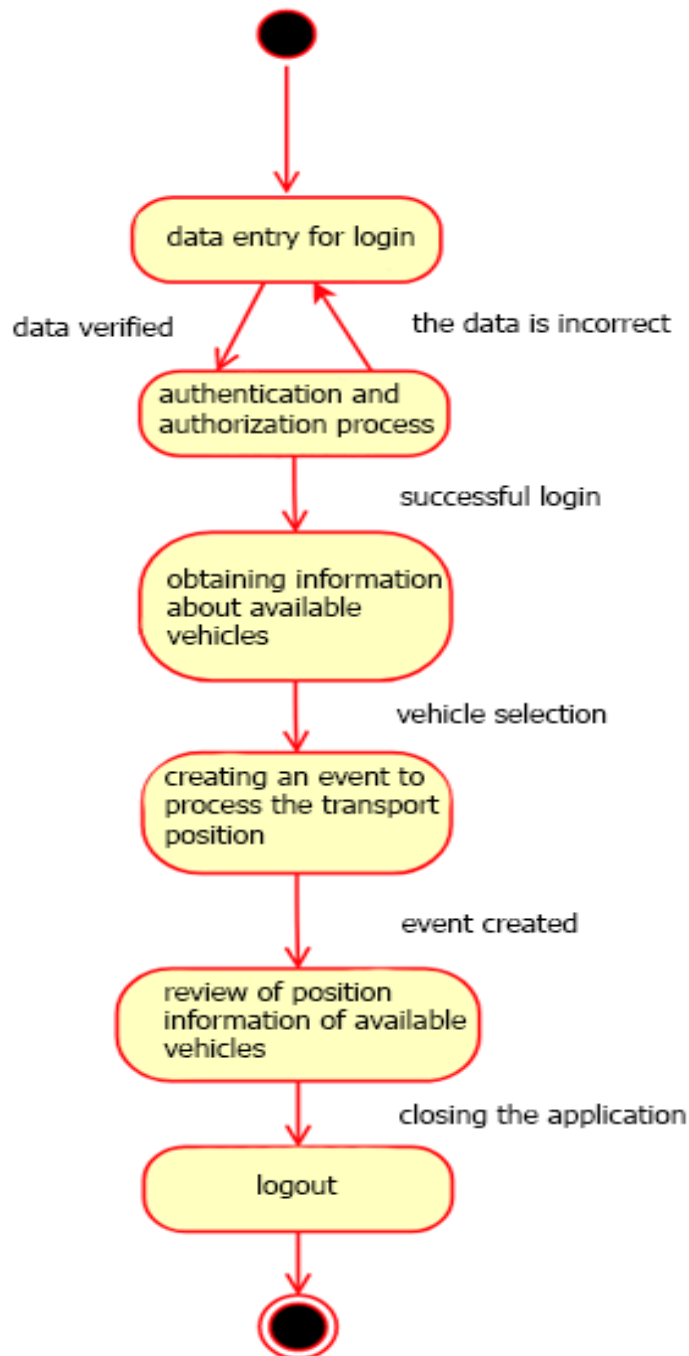 data entry for login
data verified
the data is incorrect
authentication and
authorization process
successful login
obtaining information
about available
vehicles
vehicle selection
creating an event to
process the transport
position
event created
review of position
information of available
vehicles
closing the application
logout